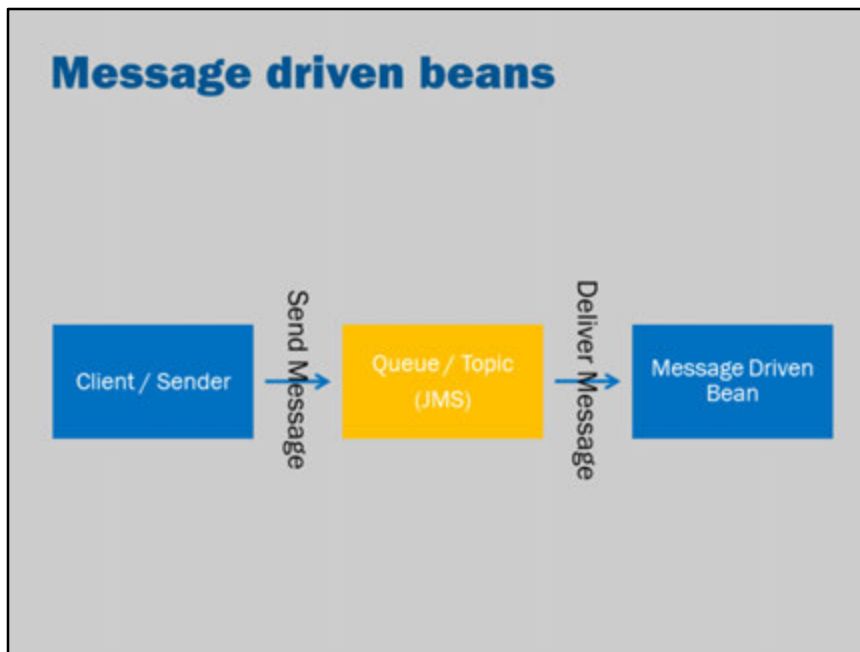 Message driven beans
Client / Sender
Send Message
Queue / Topic
(JMS)
Deliver Message
Message Driven
Bean